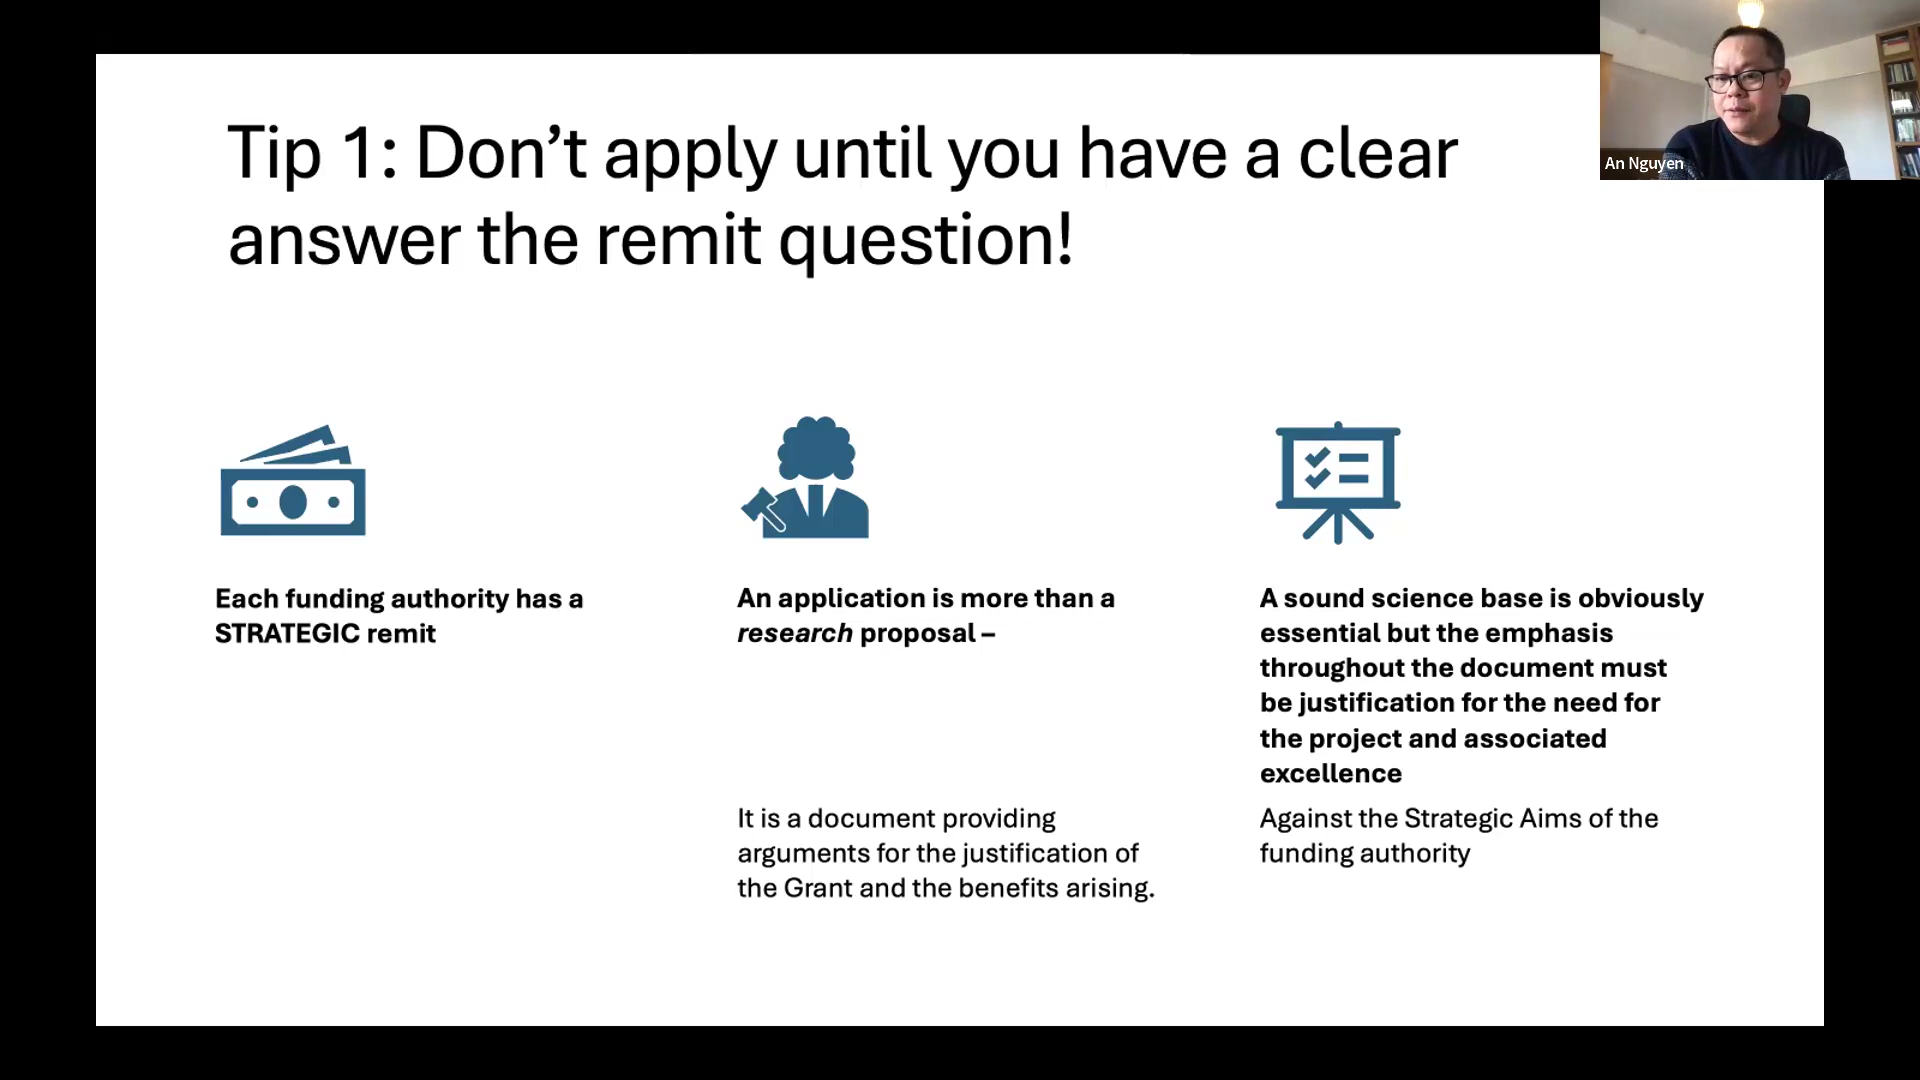 Tip 1: Don’t apply until you have a clear
answer the remit question!
An Nguyen
Each funding authority has a
STRATEGIC remit
An application is more than a
research proposal –
It is a document providing
arguments for the justification of
the Grant and the benefits arising.
A sound science base is obviously
essential but the emphasis
throughout the document must
be justification for the need for
the project and associated
excellence
Against the Strategic Aims of the
funding authority